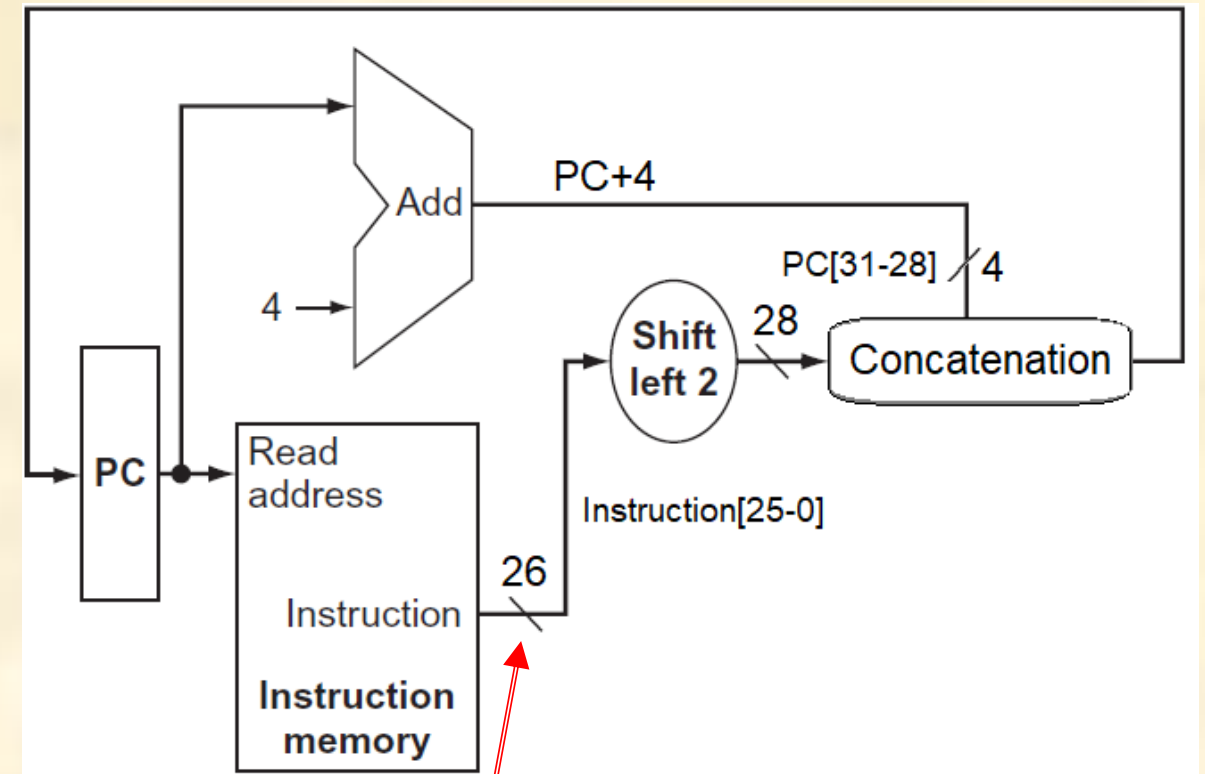 Add
PC+4
4
PC[31-28]
4
Shift
left 2
28
Concatenation
PC
Read
address
Instruction[25-0]
26
Instruction
Instruction
memory